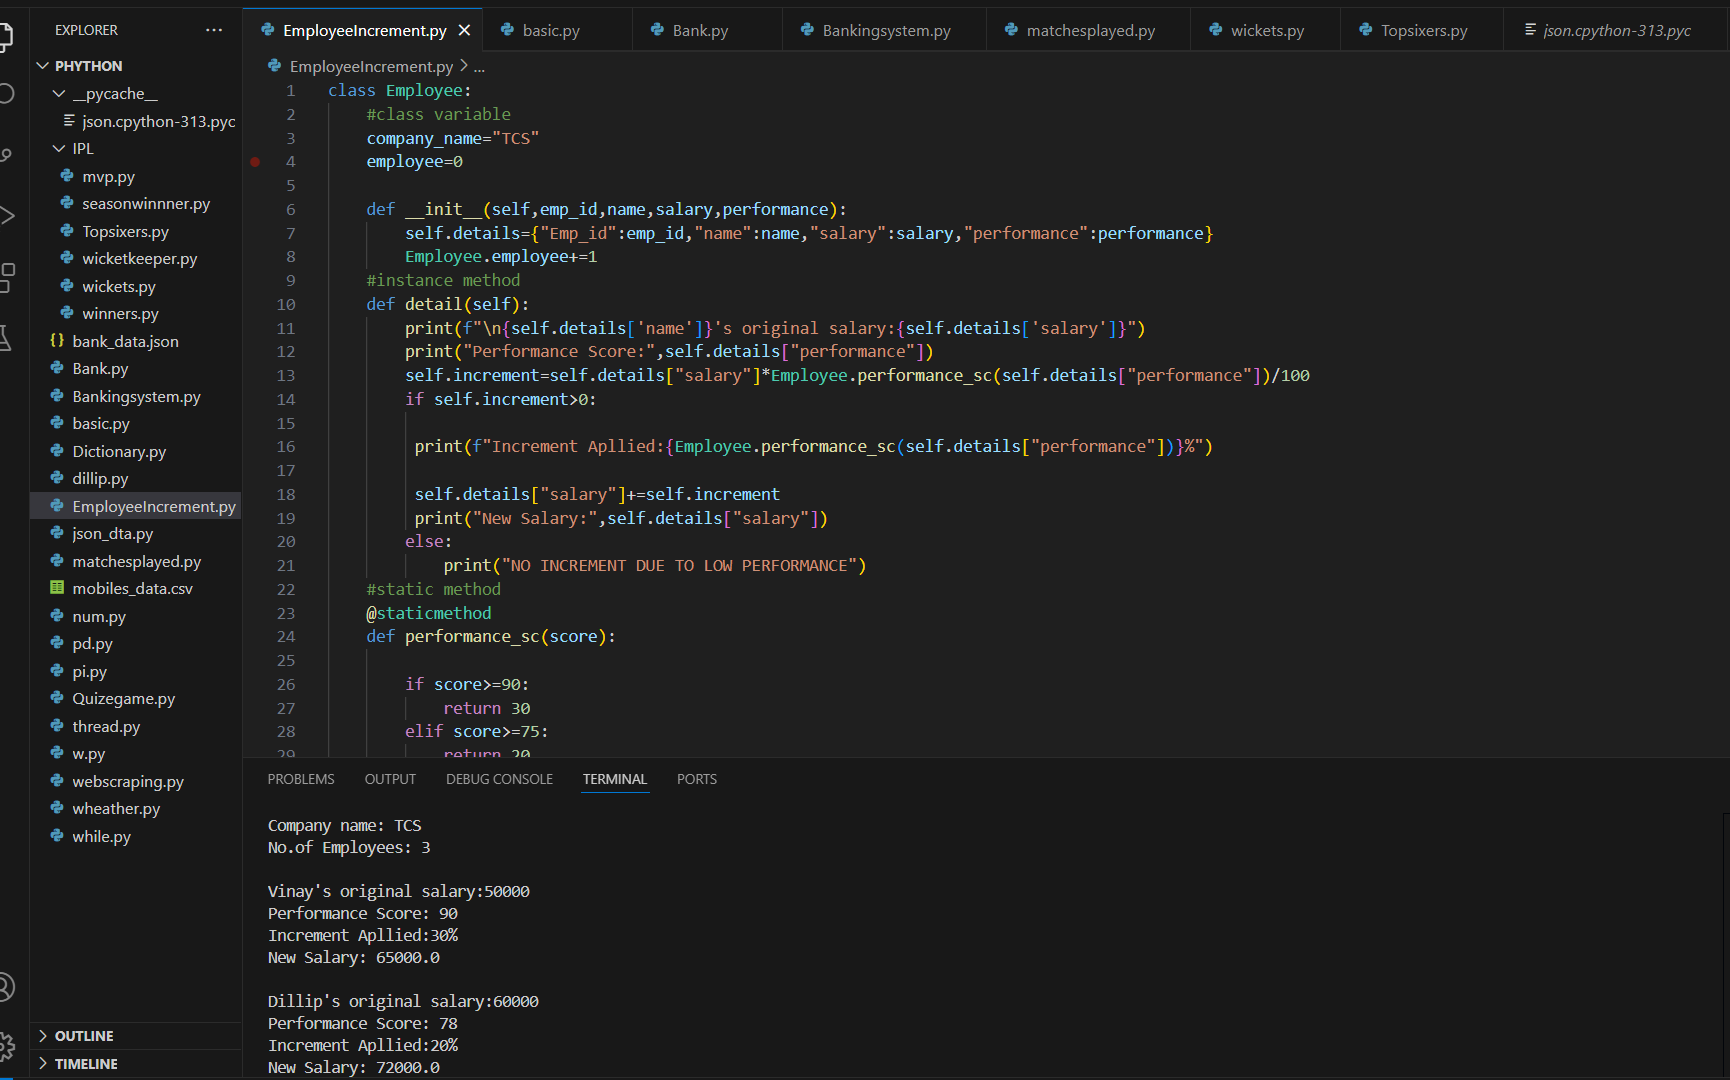 EXPLORER ...
PHYTHON
__pycache__
json.cpython-313.pyc
IPL
mvp.py
seasonwinnner.py
Topsixers.py
wicketkeeper.py
wickets.py
winners.py
{} bank_data.json
Bank.py
Bankingsystem.py
basic.py
Dictionary.py
dillip.py
EmployeeIncrement.py
json_dta.py
matchesplayed.py
mobiles_data.csv
num.py
pd.py
pi.py
Quizegame.py
thread.py
w.py
webscraping.py
wheather.py
while.py
OUTLINE
TIMELINE
EmployeeIncrement.py basic.py Bank.py Bankingsystem.py matchesplayed.py wickets.py Topsixers.py json.cpython-313.pyc
EmployeeIncrement.py > ...
1 class Employee:
2 #class variable
3 company_name="TCS"
4 employee=0
5
6 def __init__(self,emp_id,name,salary,performance):
7 self.details={"Emp_id":emp_id,"name":name,"salary":salary,"performance":performance}
8 Employee.employee+=1
9 #instance method
10 def detail(self):
11 print(f"\n{self.details['name']}'s original salary:{self.details['salary']}")
12 print("Performance Score:",self.details["performance"])
13 self.increment=self.details["salary"]*Employee.performance_sc(self.details["performance"])/100
14 if self.increment>0:
15
16 print(f"Increment Apllied:{Employee.performance_sc(self.details["performance"])}%")
17
18 self.details["salary"]+=self.increment
19 print("New Salary:",self.details["salary"])
20 else:
21 print("NO INCREMENT DUE TO LOW PERFORMANCE")
22 #static method
23 @staticmethod
24 def performance_sc(score):
25
26 if score>=90:
27 return 30
28 elif score>=75:
29 return 20
PROBLEMS OUTPUT DEBUG CONSOLE TERMINAL PORTS
Company name: TCS
No.of Employees: 3
Vinay's original salary:50000
Performance Score: 90
Increment Apllied:30%
New Salary: 65000.0
Dillip's original salary:60000
Performance Score: 78
Increment Apllied:20%
New Salary: 72000.0